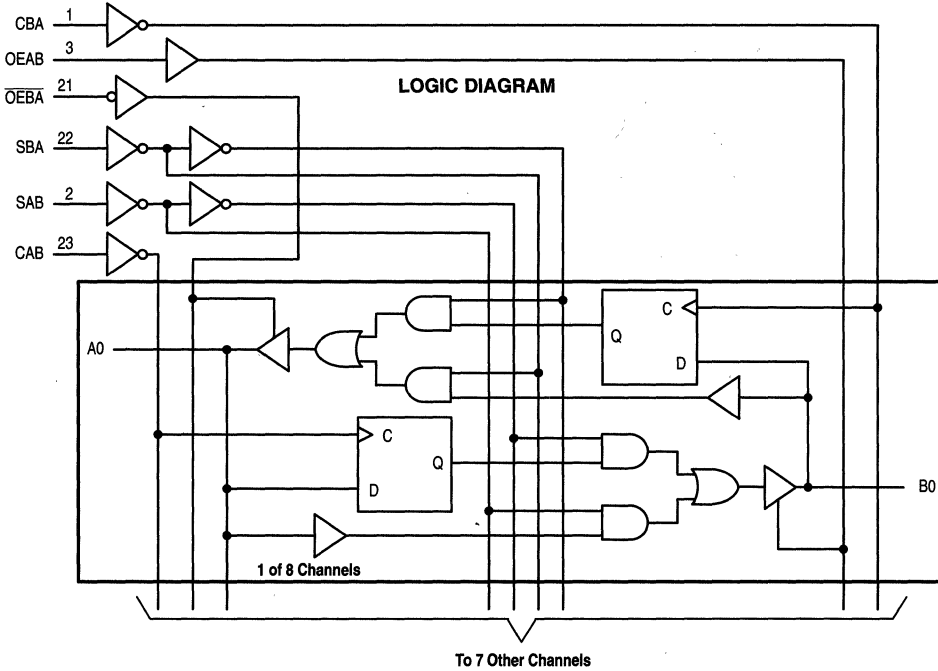 CBA 1
OEAB 3
OEBA 21
LOGIC DIAGRAM
SBA 22
SAB 2
CAB 23
C
Q
A0
D
C
Q
D
B0
1 of 8 Channels
To 7 Other Channels